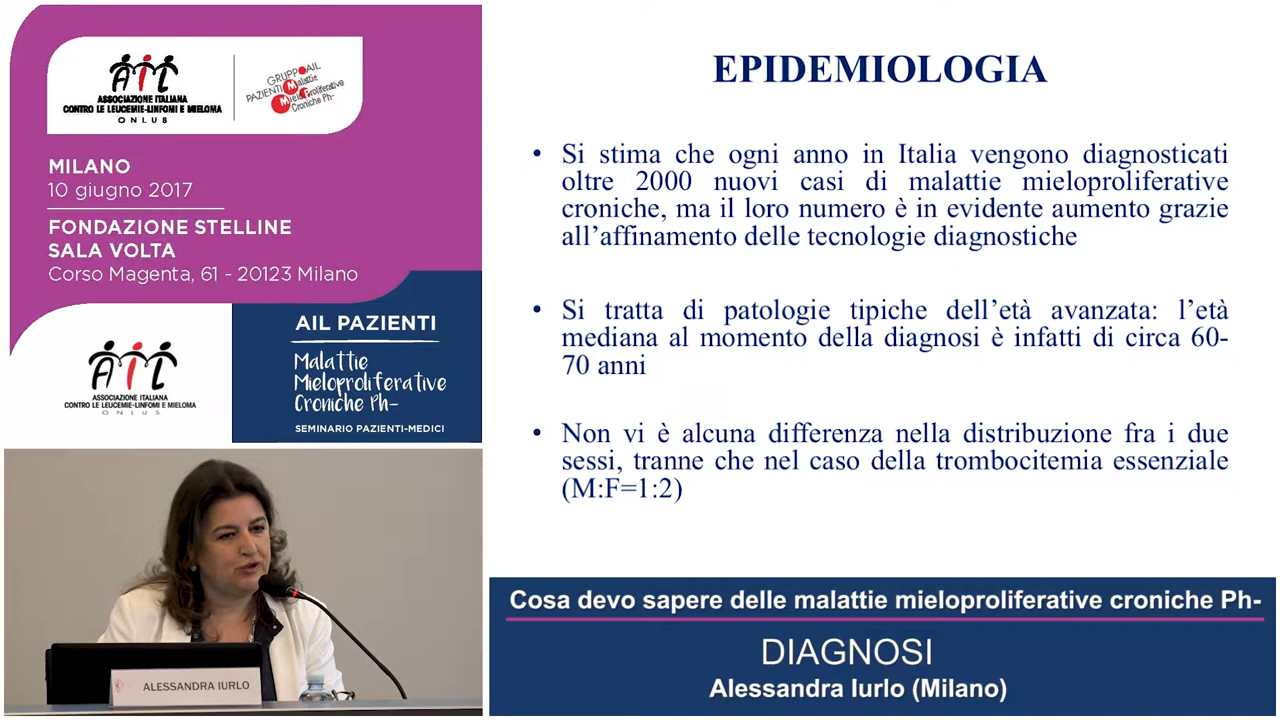 AIL
ASSOCIAZIONE ITALIANA
CONTRO LE LEUCEMIE-LINFOMI E MIELOMA
ONLUS
GRUPPO AIL
PAZIENTI Malattie
MieloProliferative
Croniche Ph-
MILANO
10 giugno 2017
FONDAZIONE STELLINE
SALA VOLTA
Corso Magenta, 61 - 20123 Milano
AIL
ASSOCIAZIONE ITALIANA
CONTRO LE LEUCEMIE-LINFOMI E MIELOMA
ONLUS
AIL PAZIENTI
Malattie
Mieloproliferative
Croniche Ph-
SEMINARIO PAZIENTI-MEDICI
ALESSANDRA IURLO
EPIDEMIOLOGIA
• Si stima che ogni anno in Italia vengono diagnosticati
oltre 2000 nuovi casi di malattie mieloproliferative
croniche, ma il loro numero è in evidente aumento grazie
all’affinamento delle tecnologie diagnostiche
• Si tratta di patologie tipiche dell’età avanzata: l’età
mediana al momento della diagnosi è infatti di circa 60-
70 anni
• Non vi è alcuna differenza nella distribuzione fra i due
sessi, tranne che nel caso della trombocitemia essenziale
(M:F=1:2)
Cosa devo sapere delle malattie mieloproliferative croniche Ph-
DIAGNOSI
Alessandra Iurlo (Milano)